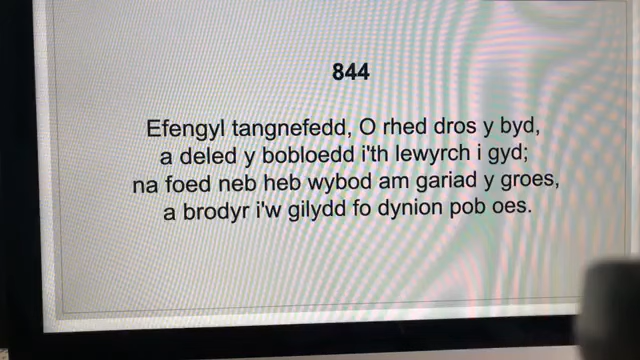 844
Efengyl tangnefedd, O rhed dros y byd,
a deled y bobloedd i'th lewyrch i gyd;
na foed neb heb wybod am gariad y groes,
a brodyr i'w gilydd fo dynion pob oes.